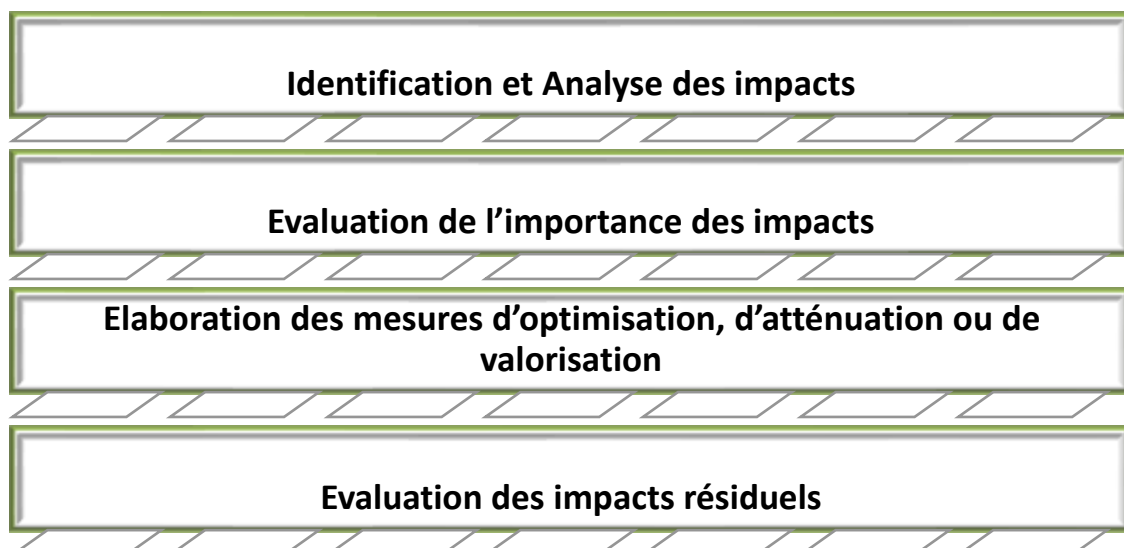 Identification et Analyse des impacts
Evaluation de l’importance des impacts
Elaboration des mesures d’optimisation, d’atténuation ou de
valorisation
Evaluation des impacts résiduels